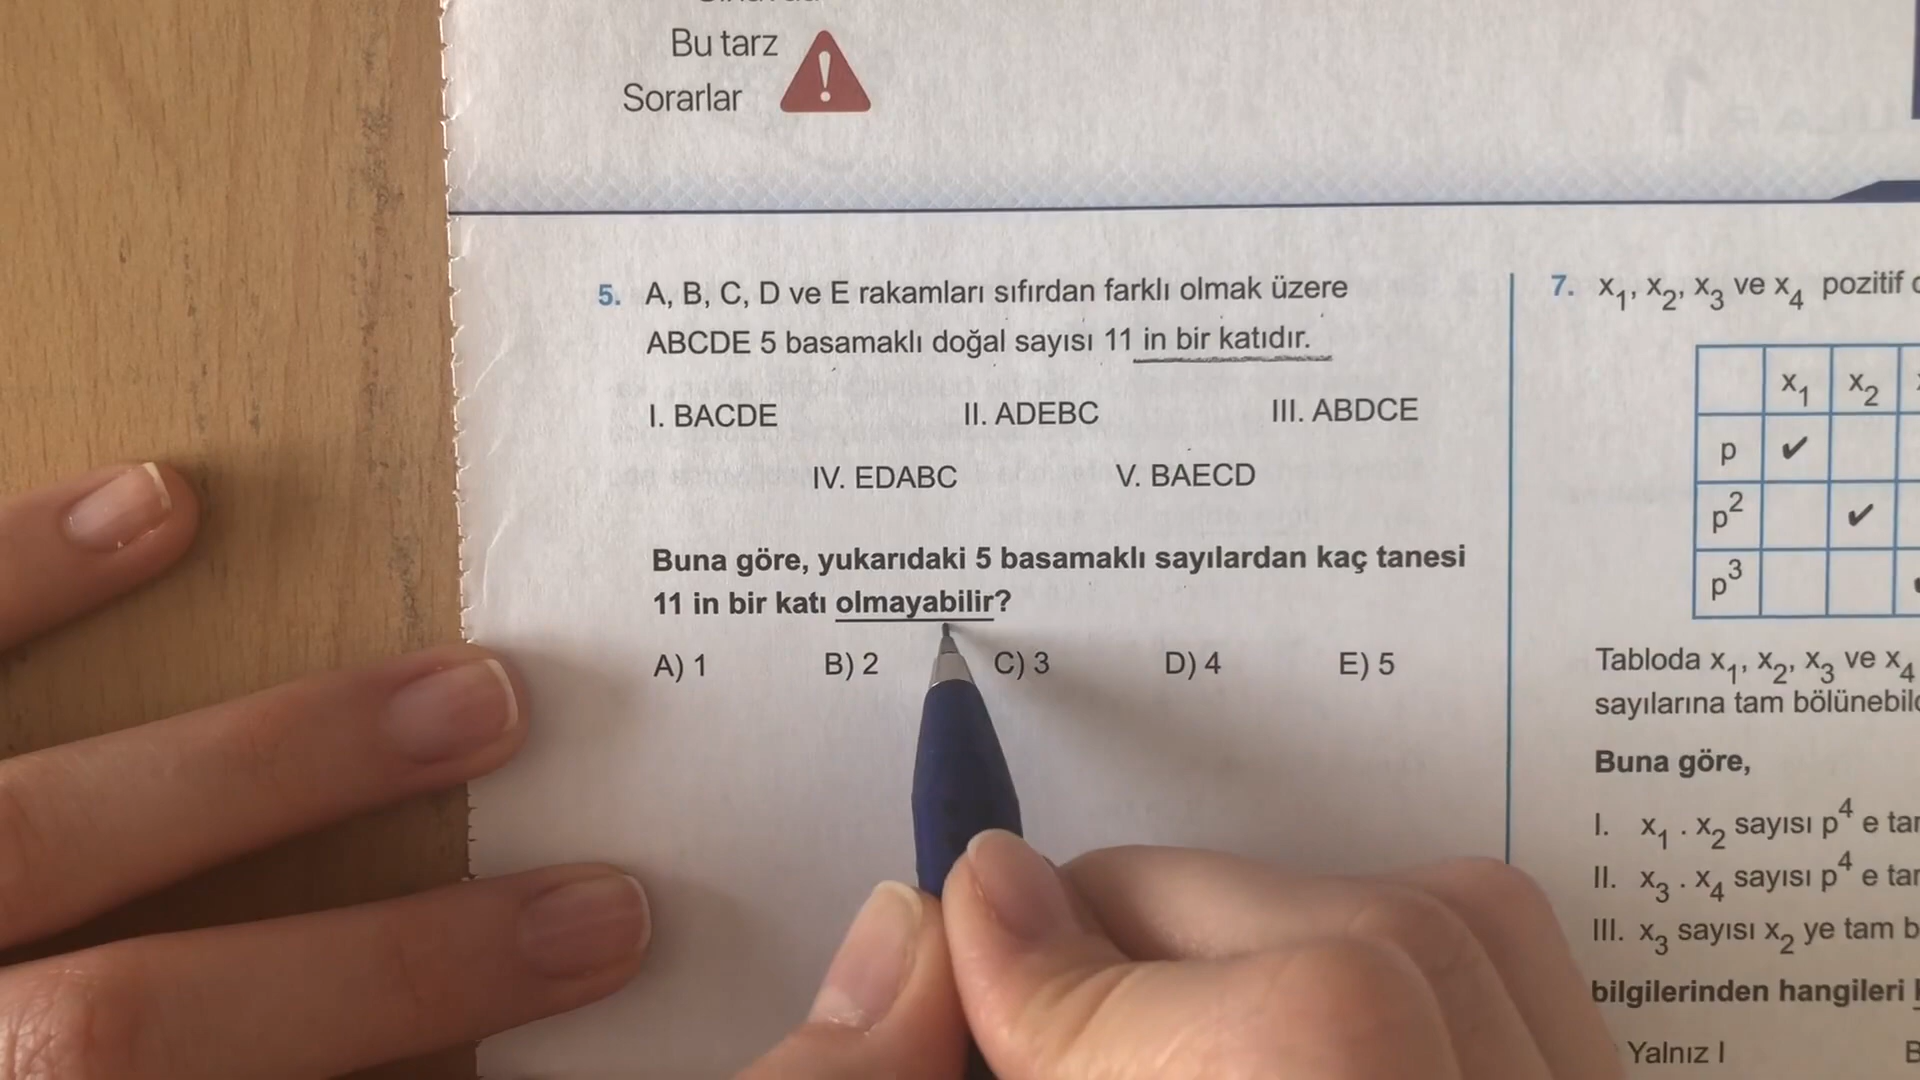 Bu tarz
Sorarlar
5. A, B, C, D ve E rakamları sıfırdan farklı olmak üzere
ABCDE 5 basamaklı doğal sayısı 11 in bir katıdır.
I. BACDE II. ADEBC III. ABDCE
IV. EDABC V. BAECD
Buna göre, yukarıdaki 5 basamaklı sayılardan kaç tanesi
11 in bir katı olmayabilir?
A) 1 B) 2 C) 3 D) 4 E) 5
7. x₁, x₂, x₃ ve x₄ pozitif
x₁ x₂
p ✔
p² ✔
p³
Tabloda x₁, x₂, x₃ ve x₄
sayılarına tam
Buna göre,
I. x₁ . x₂ sayısı p⁴ e
II. x₃ . x₄ sayısı p⁴ e
III. x₃ sayısı x₂ ye tam
bilgilerinden hangileri
Yalnız I